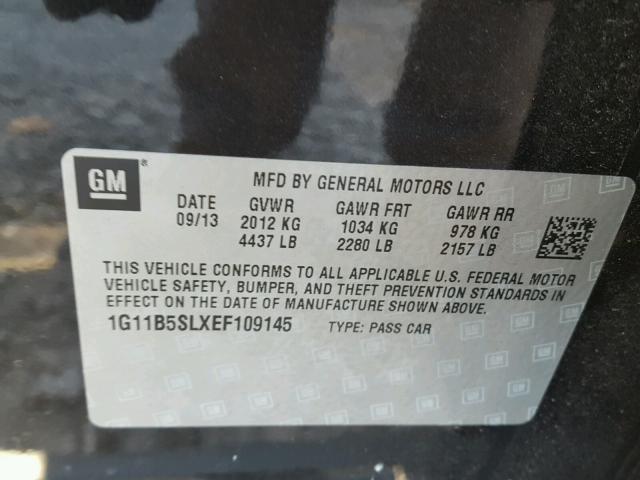 GM ®
MFD BY GENERAL MOTORS LLC
DATE GVWR GAWR FRT GAWR RR
09/13 2012 KG 1034 KG 978 KG
4437 LB 2280 LB 2157 LB
THIS VEHICLE CONFORMS TO ALL APPLICABLE U.S. FEDERAL MOTOR
VEHICLE SAFETY, BUMPER, AND THEFT PREVENTION STANDARDS IN
EFFECT ON THE DATE OF MANUFACTURE SHOWN ABOVE.
1G11B5SLXEF109145 TYPE: PASS CAR